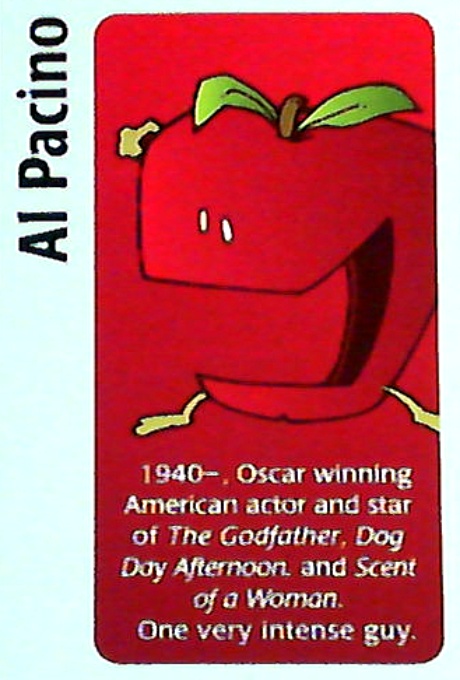 Al Pacino
1940–, Oscar winning
American actor and star
of The Godfather, Dog
Day Afternoon. and Scent
of a Woman.
One very intense guy.